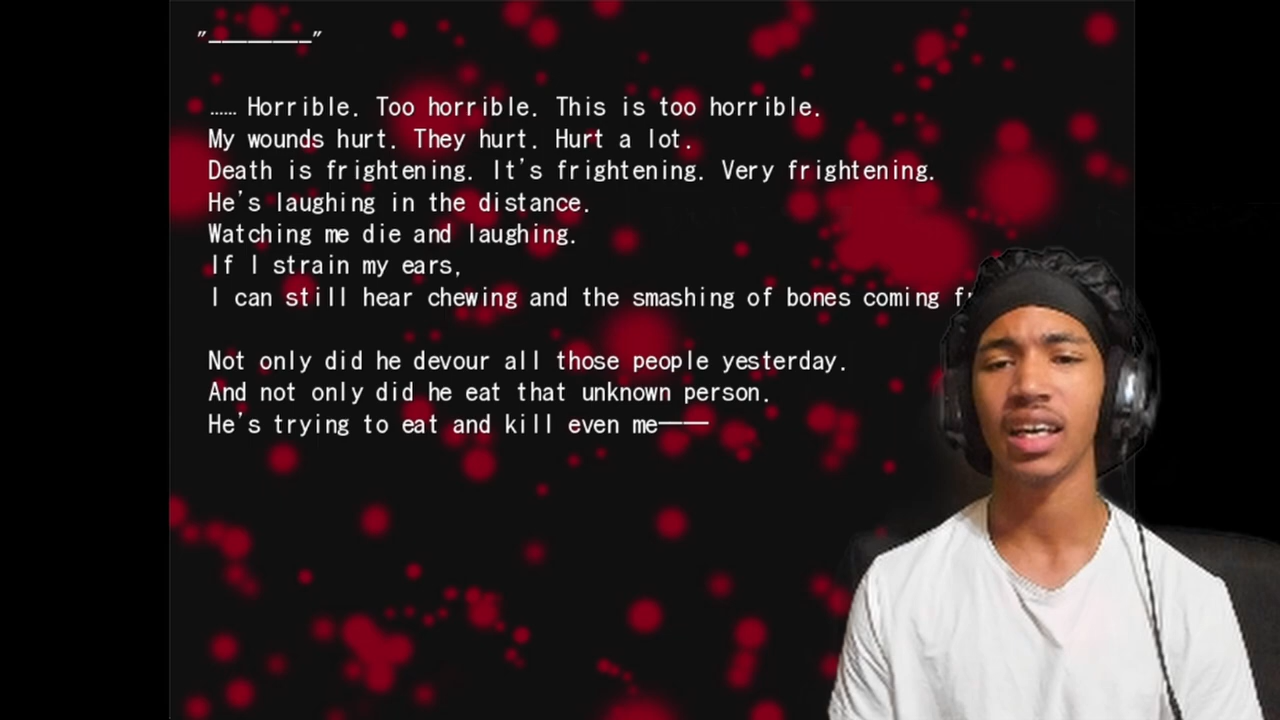 "————————"
…… Horrible. Too horrible. This is too horrible.
My wounds hurt. They hurt. Hurt a lot.
Death is frightening. It's frightening. Very frightening.
He's laughing in the distance.
Watching me die and laughing.
If I strain my ears,
I can still hear chewing and the smashing of bones coming
Not only did he devour all those people yesterday.
And not only did he eat that unknown person.
He's trying to eat and kill even me――